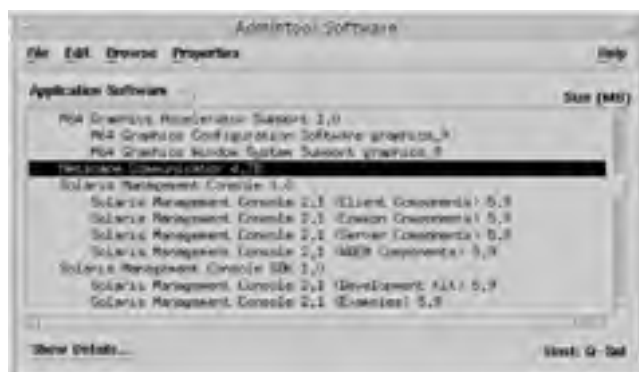 Admintool: Software
File Edit Browse Properties Help
Application Software Size (MB)
M64 Graphics Accelerator Support 1.0
M64 Graphics Configuration Software graphics_9
M64 Graphics Window System Support graphics_9
Netscape Communicator
Solaris Management Console 1.0
Solaris Management Console 2.1 (Client Components) 5.9
Solaris Management Console 2.1 (Common Components) 5.9
Solaris Management Console 2.1 (Server Components) 5.9
Solaris Management Console 2.1 (WBEM Components) 5.9
Solaris Management Console SDK 1.0
Solaris Management Console 2.1 (Development Kit) 5.9
Solaris Management Console 2.1 (Examples) 5.9
Show Details... Host: Q-Sol